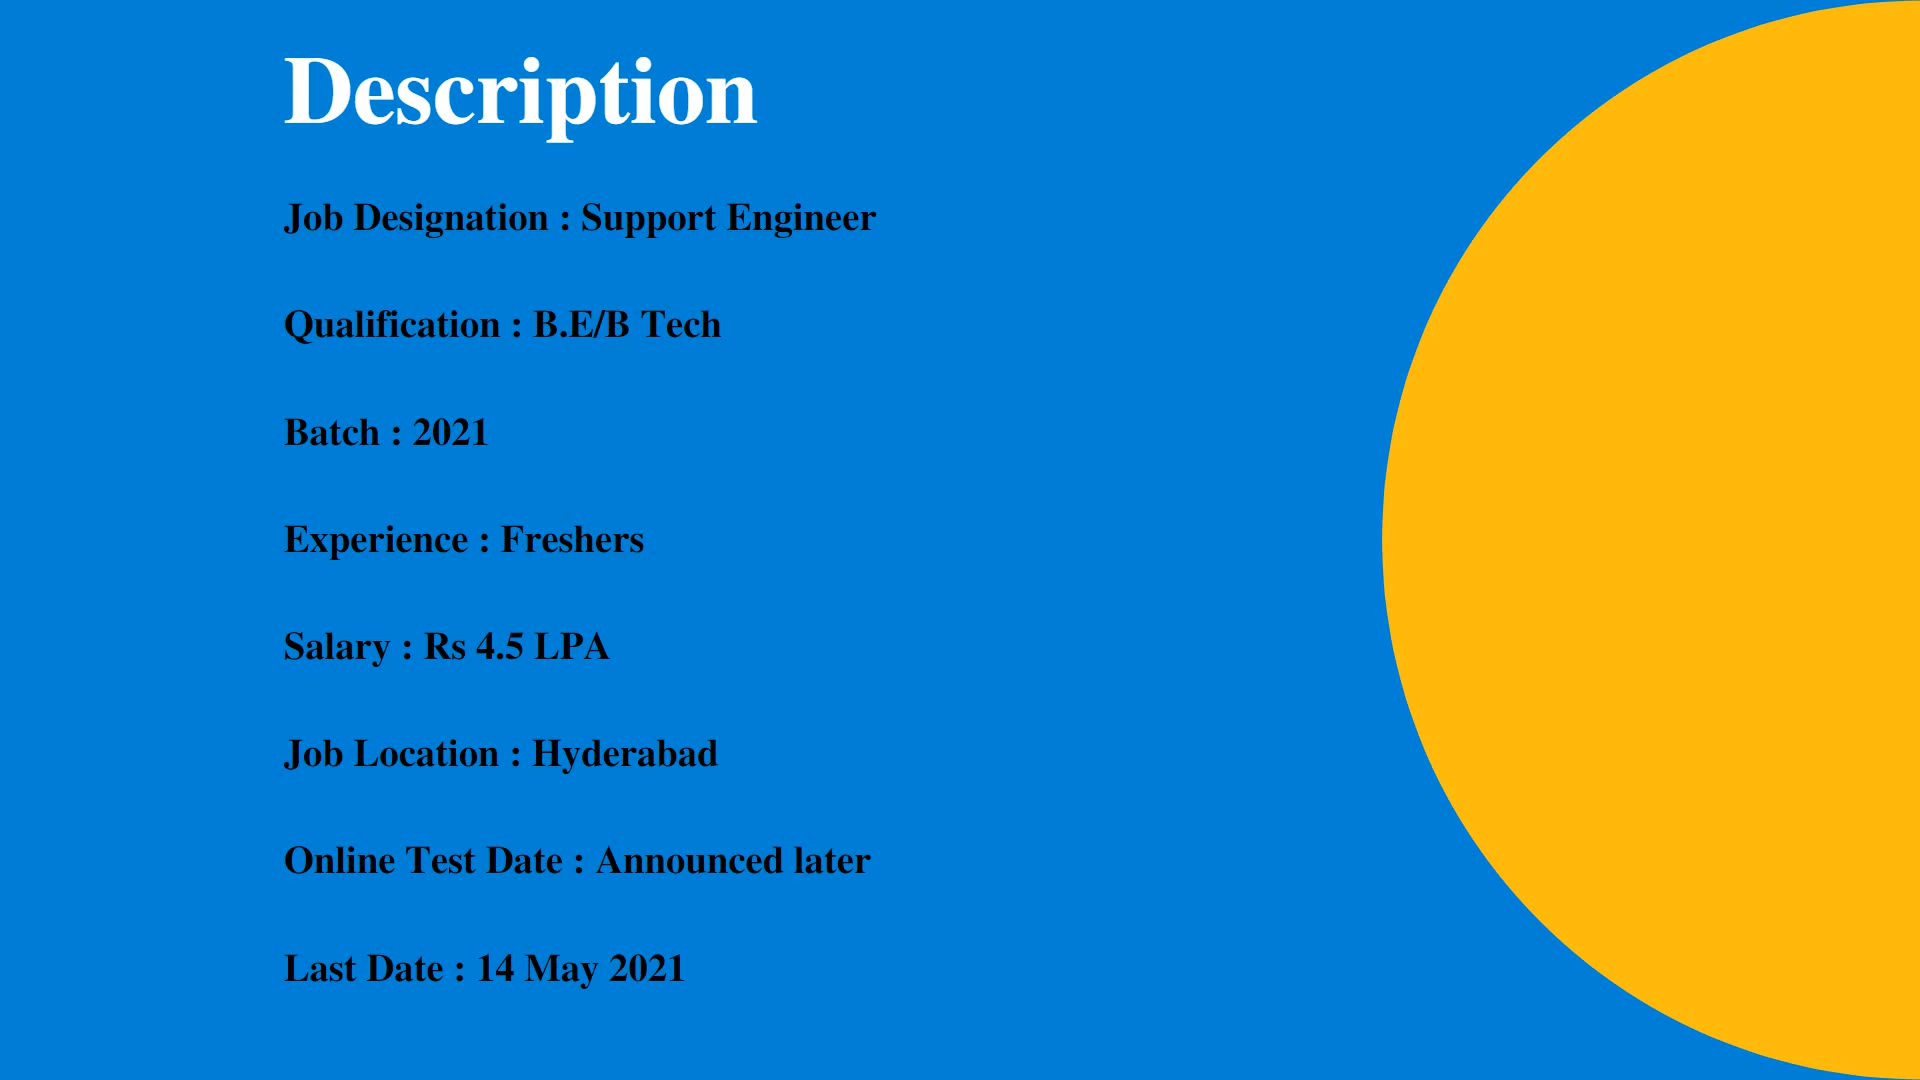 Description
Job Designation : Support Engineer
Qualification : B.E/B Tech
Batch : 2021
Experience : Freshers
Salary : Rs 4.5 LPA
Job Location : Hyderabad
Online Test Date : Announced later
Last Date : 14 May 2021